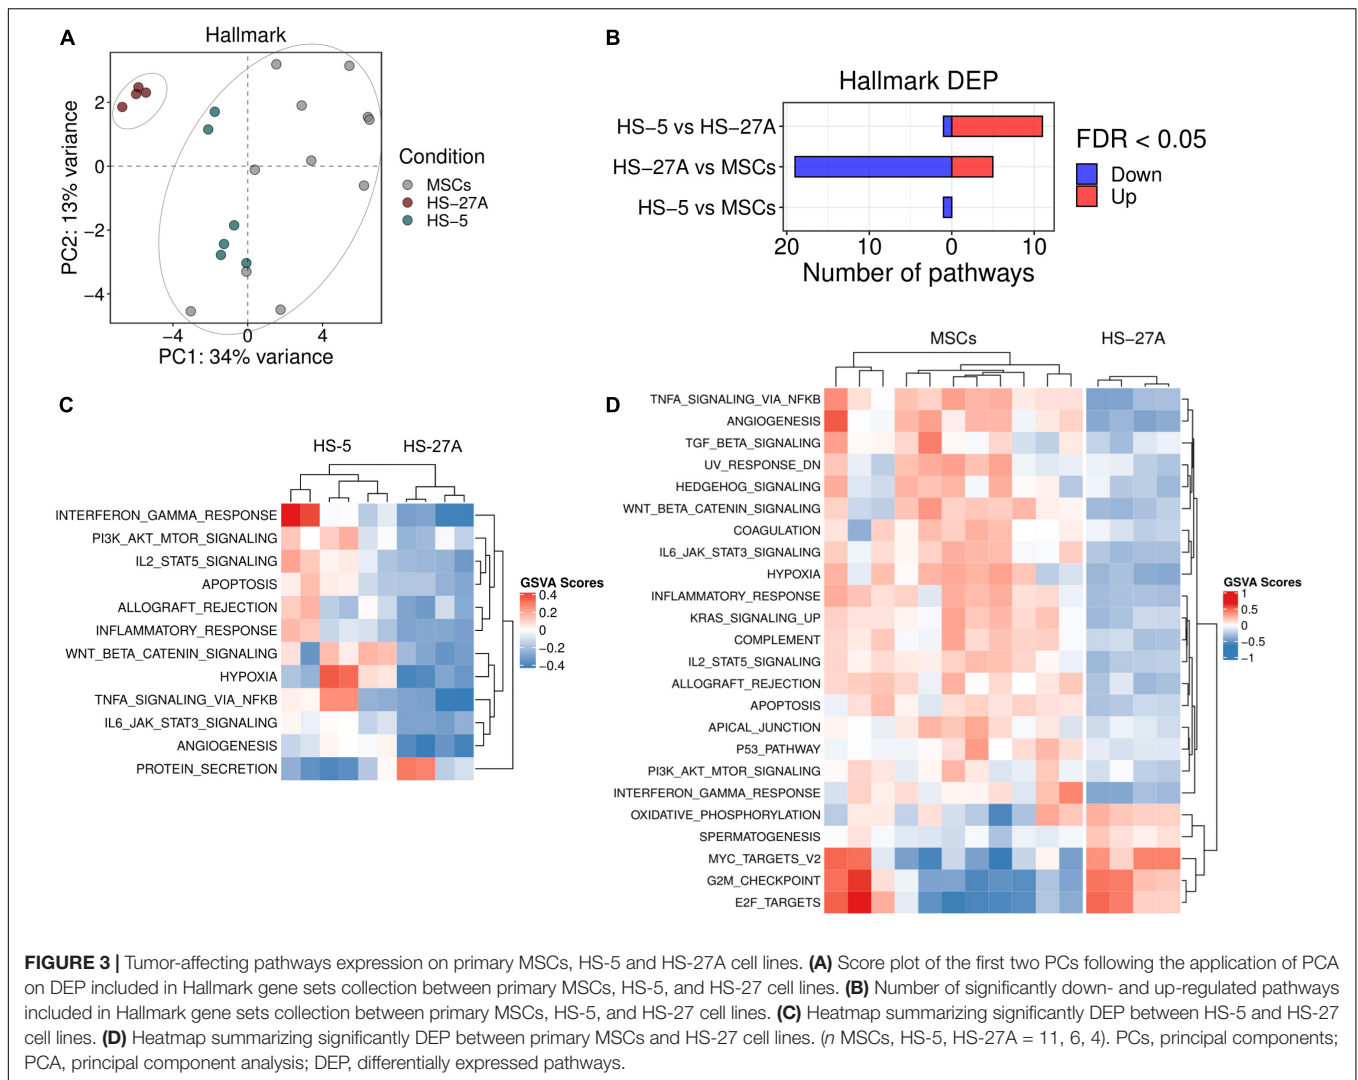 A
Hallmark
PC2: 13% variance
2
0
−2
−4
−4
0
4
PC1: 34% variance
Condition
MSCs
HS−27A
HS−5
B
Hallmark DEP
HS−5 vs HS−27A
HS−27A vs MSCs
HS−5 vs MSCs
20
10
0
10
Number of pathways
FDR < 0.05
Down
Up
C
HS−5
HS−27A
INTERFERON_GAMMA_RESPONSE
PI3K_AKT_MTOR_SIGNALING
IL2_STAT5_SIGNALING
APOPTOSIS
ALLOGRAFT_REJECTION
INFLAMMATORY_RESPONSE
WNT_BETA_CATENIN_SIGNALING
HYPOXIA
TNFA_SIGNALING_VIA_NFKB
IL6_JAK_STAT3_SIGNALING
ANGIOGENESIS
PROTEIN_SECRETION
GSVA Scores
0.4
0.2
0
−0.2
−0.4
D
MSCs
HS−27A
TNFA_SIGNALING_VIA_NFKB
ANGIOGENESIS
TGF_BETA_SIGNALING
UV_RESPONSE_DN
HEDGEHOG_SIGNALING
WNT_BETA_CATENIN_SIGNALING
COAGULATION
IL6_JAK_STAT3_SIGNALING
HYPOXIA
INFLAMMATORY_RESPONSE
KRAS_SIGNALING_UP
COMPLEMENT
IL2_STAT5_SIGNALING
ALLOGRAFT_REJECTION
APOPTOSIS
APICAL_JUNCTION
P53_PATHWAY
PI3K_AKT_MTOR_SIGNALING
INTERFERON_GAMMA_RESPONSE
OXIDATIVE_PHOSPHORYLATION
SPERMATOGENESIS
MYC_TARGETS_V2
G2M_CHECKPOINT
E2F_TARGETS
GSVA Scores
1
0.5
0
−0.5
−1
FIGURE 3 | Tumor-affecting pathways expression on primary MSCs, HS-5 and HS-27A cell lines. (A) Score plot of the first two PCs following the application of PCA
on DEP included in Hallmark gene sets collection between primary MSCs, HS-5, and HS-27 cell lines. (B) Number of significantly down- and up-regulated pathways
included in Hallmark gene sets collection between primary MSCs, HS-5, and HS-27 cell lines. (C) Heatmap summarizing significantly DEP between HS-5 and HS-27
cell lines. (D) Heatmap summarizing significantly DEP between primary MSCs and HS-27 cell lines. (n MSCs, HS-5, HS-27A = 11, 6, 4). PCs, principal components;
PCA, principal component analysis; DEP, differentially expressed pathways.